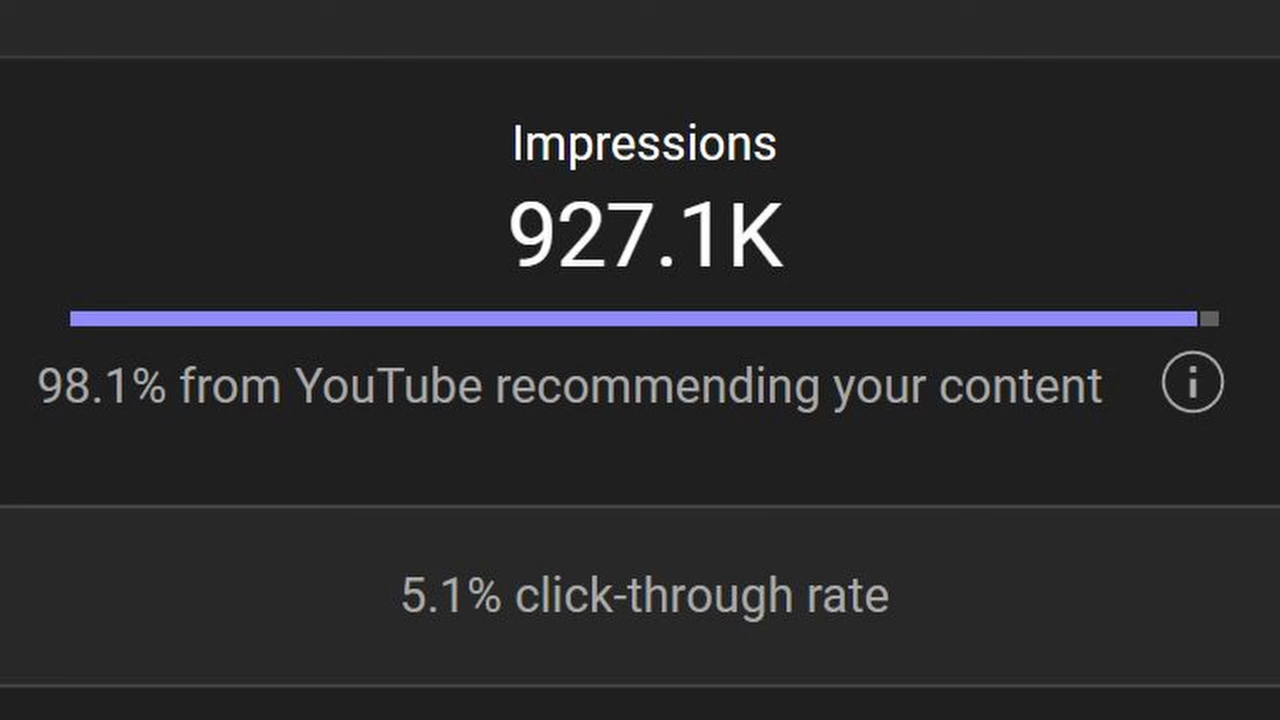 Impressions
927.1K
98.1% from YouTube recommending your content
5.1% click-through rate